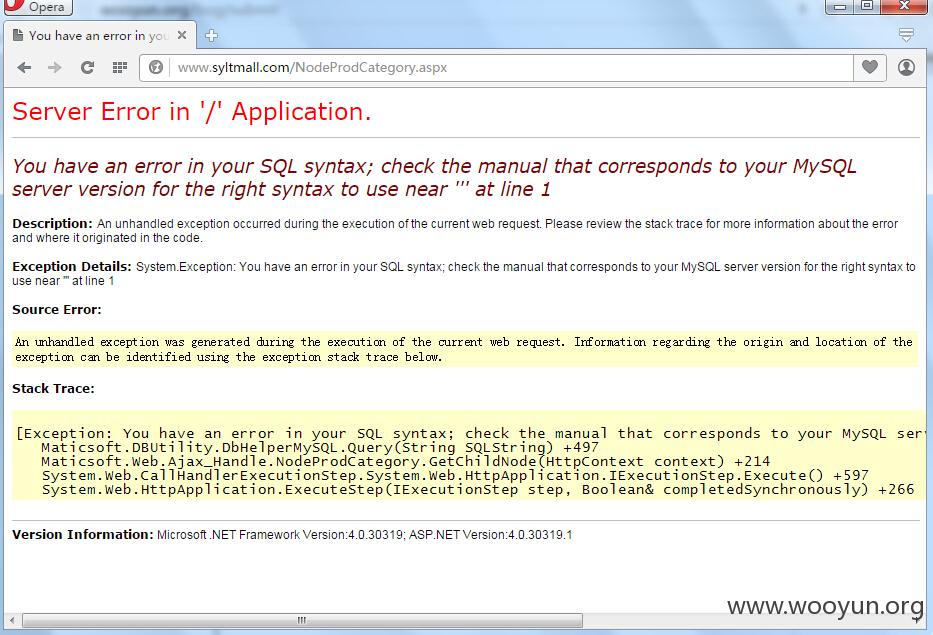 Opera
You have an error in you
www.syltmall.com/NodeProdCategory.aspx
Server Error in '/' Application.
You have an error in your SQL syntax; check the manual that corresponds to your MySQL
server version for the right syntax to use near ''' at line 1
Description: An unhandled exception occurred during the execution of the current web request. Please review the stack trace for more information about the error
and where it originated in the code.
Exception Details: System.Exception: You have an error in your SQL syntax; check the manual that corresponds to your MySQL server version for the right syntax to
use near ''' at line 1
Source Error:
An unhandled exception was generated during the execution of the current web request. Information regarding the origin and location of the
exception can be identified using the exception stack trace below.
Stack Trace:
[Exception: You have an error in your SQL syntax; check the manual that corresponds to your MySQL ser
Maticsoft.DBUtility.DbHelperMySQL.Query(String SQLString) +497
Maticsoft.Web.Ajax_Handle.NodeProdCategory.GetChildNode(HttpContext context) +214
System.Web.CallHandlerExecutionStep.System.Web.HttpApplication.IExecutionStep.Execute() +597
System.Web.HttpApplication.ExecuteStep(IExecutionStep step, Boolean& completedSynchronously) +266
Version Information: Microsoft .NET Framework Version:4.0.30319; ASP.NET Version:4.0.30319.1
www.wooyun.org